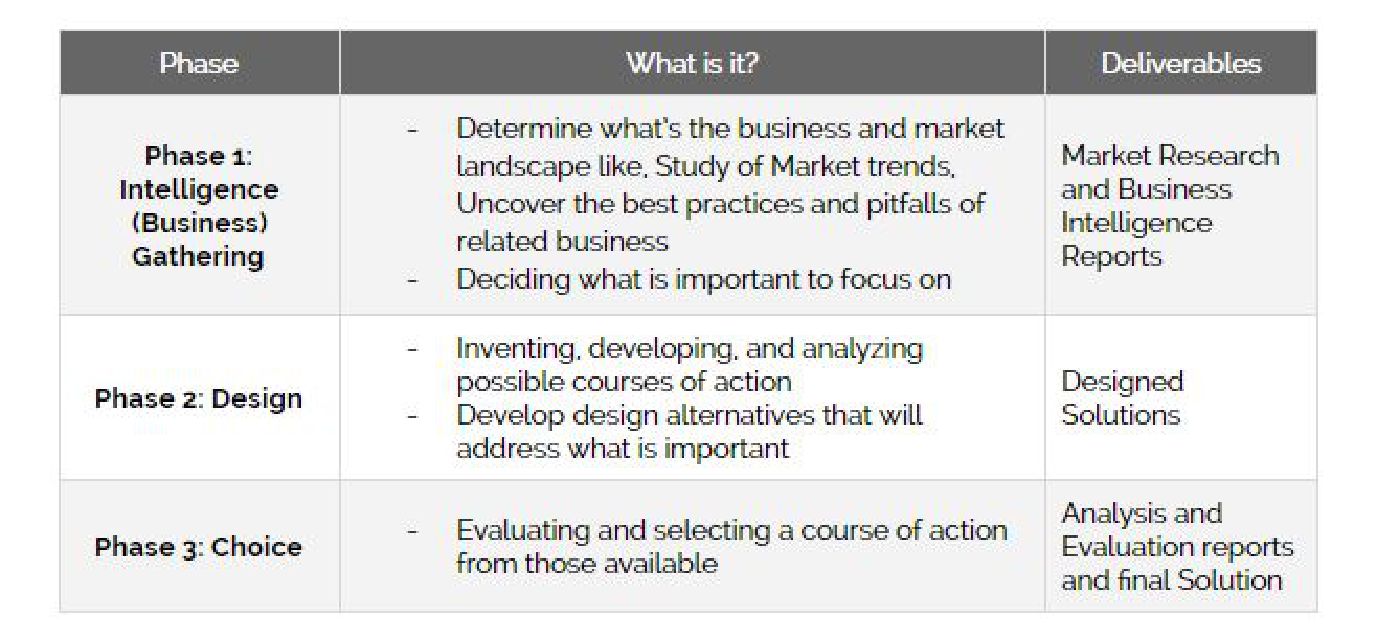 Phase
What is it?
Deliverables
Phase 1:
Intelligence
(Business)
Gathering
- Determine what's the business and market
landscape like, Study of Market trends,
Uncover the best practices and pitfalls of
related business
- Deciding what is important to focus on
Market Research
and Business
Intelligence
Reports
Phase 2: Design
- Inventing, developing, and analyzing
possible courses of action
- Develop design alternatives that will
address what is important
Designed
Solutions
Phase 3: Choice
- Evaluating and selecting a course of action
from those available
Analysis and
Evaluation reports
and final Solution